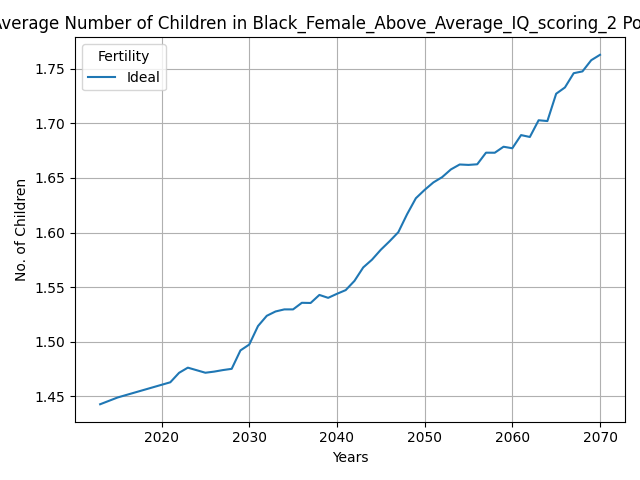 Average Number of Children in Black_Female_Above_Average_IQ_scoring_2 Po
Fertility
Ideal
1.75
1.70
1.65
1.60
1.55
1.50
1.45
No. of Children
2020 2030 2040 2050 2060 2070
Years